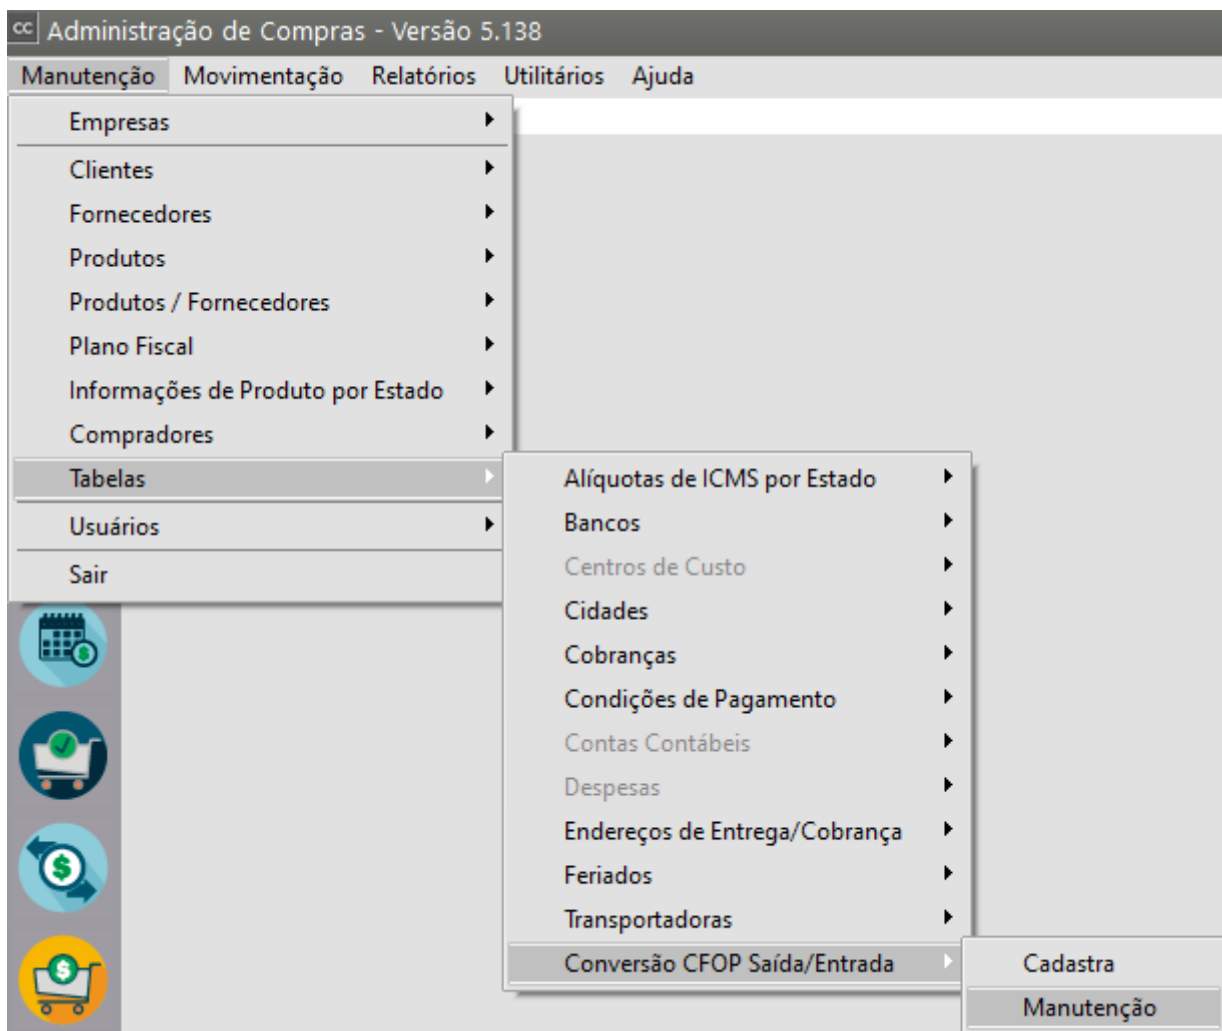 cc Administração de Compras - Versão 5.138
Manutenção Movimentação Relatórios Utilitários Ajuda
Empresas
Clientes
Fornecedores
Produtos
Produtos / Fornecedores
Plano Fiscal
Informações de Produto por Estado
Compradores
Tabelas
Usuários
Sair
Alíquotas de ICMS por Estado
Bancos
Centros de Custo
Cidades
Cobranças
Condições de Pagamento
Contas Contábeis
Despesas
Endereços de Entrega/Cobrança
Feriados
Transportadoras
Conversão CFOP Saída/Entrada
Cadastra
Manutenção